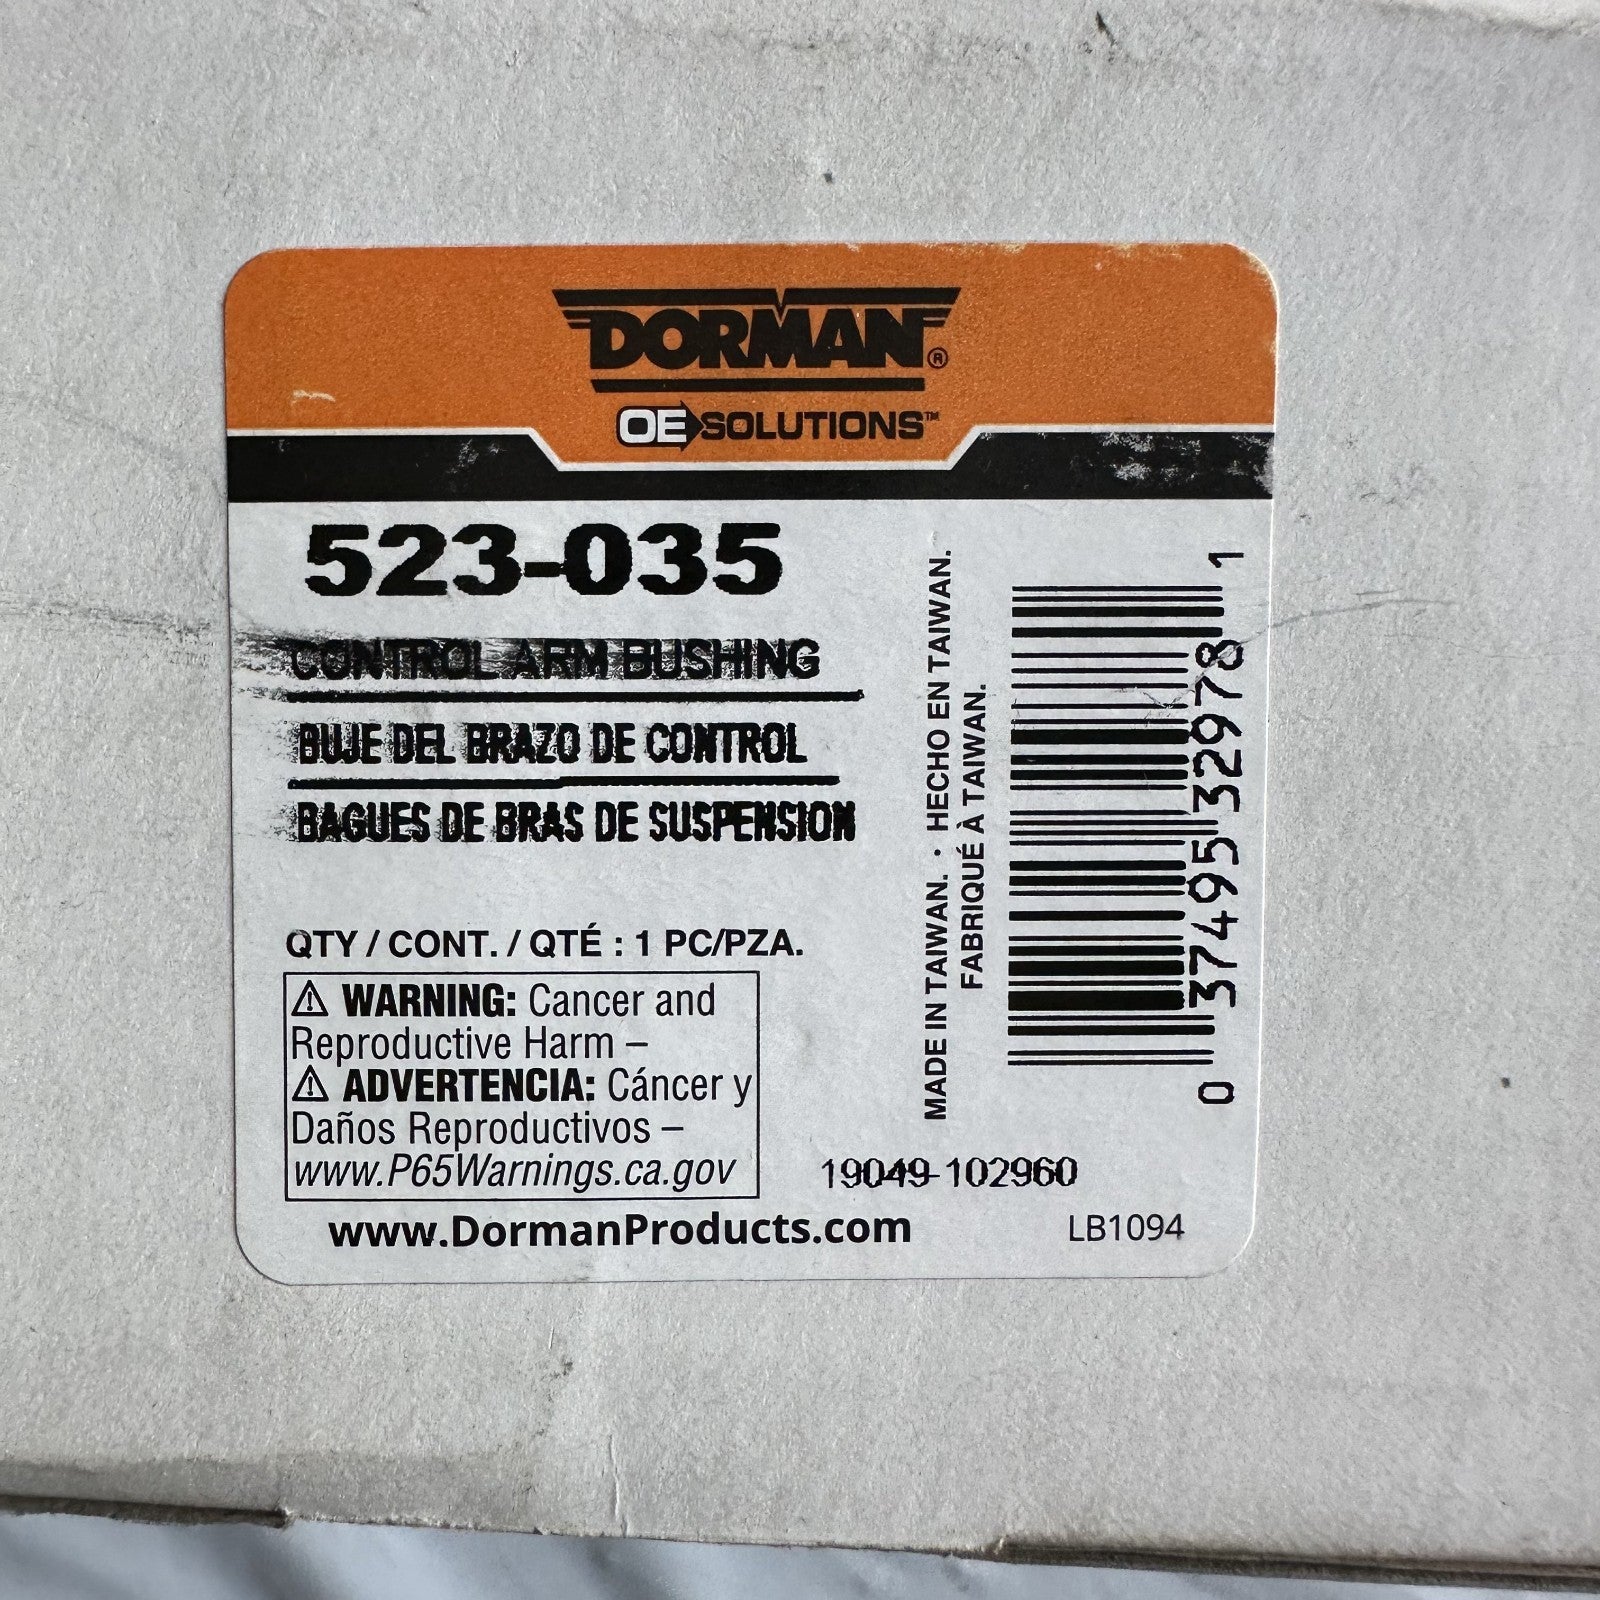 DORMAN®
OE SOLUTIONS™
523-035
CONTROL ARM BUSHING
BUJE DEL BRAZO DE CONTROL
BAGUES DE BRAS DE SUSPENSION
QTY / CONT. / QTÉ : 1 PC/PZA.
⚠ WARNING: Cancer and
Reproductive Harm –
⚠ ADVERTENCIA: Cáncer y
Daños Reproductivos –
www.P65Warnings.ca.gov
www.DormanProducts.com
MADE IN TAIWAN. · HECHO EN TAIWAN.
FABRIQUÉ À TAIWAN.
0 37495 32978 1
19049-102960
LB1094